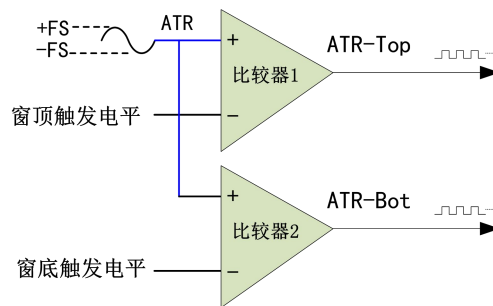 +FS
-FS
ATR
+
比较器1
-
ATR-Top
窗顶触发电平
+
比较器2
-
ATR-Bot
窗底触发电平